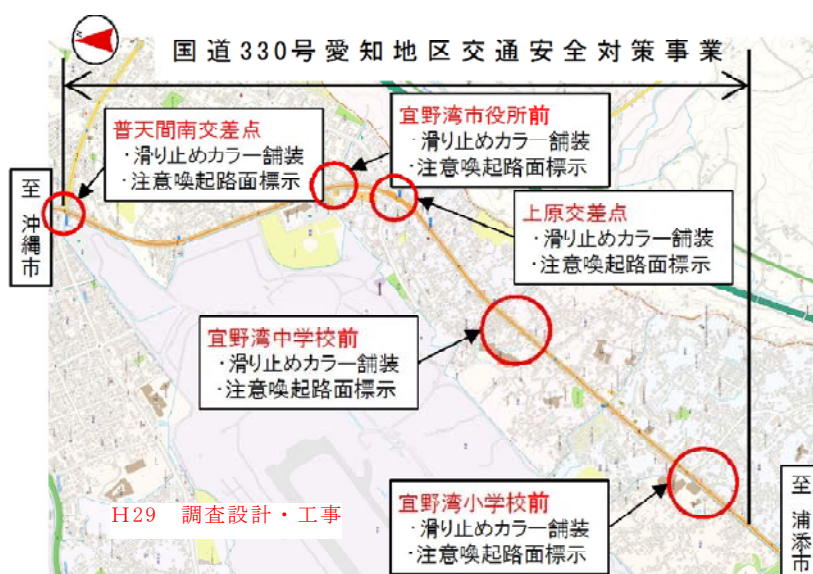 国道330号愛知地区交通安全対策事業
普天間南交差点
・滑り止めカラー舗装
・注意喚起路面標示
宜野湾市役所前
・滑り止めカラー舗装
・注意喚起路面標示
至 沖縄市
上原交差点
・滑り止めカラー舗装
・注意喚起路面標示
宜野湾中学校前
・滑り止めカラー舗装
・注意喚起路面標示
宜野湾小学校前
・滑り止めカラー舗装
・注意喚起路面標示
至 浦添市
H29 調査設計・工事